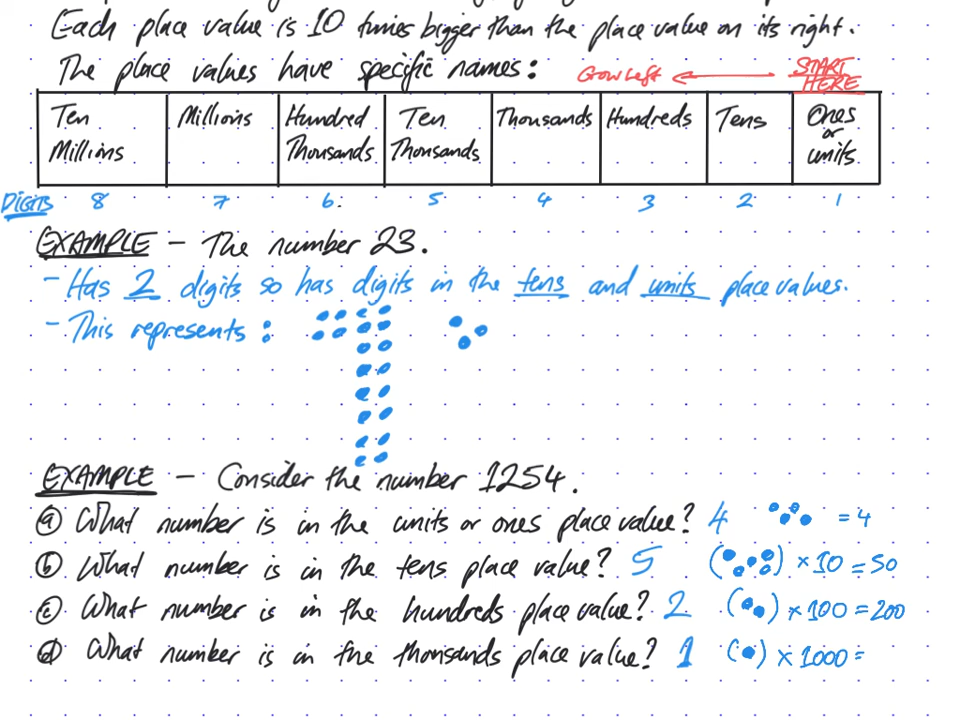 Each place value is 10 times bigger than the place value on its right.
The place values have specific names: Grow Left ← START HERE
Ten Millions Millions Hundred Thousands Ten Thousands Thousands Hundreds Tens Ones or units
DIGITS 8 7 6 5 4 3 2 1
EXAMPLE - The number 23.
- Has 2 digits so has digits in the tens and units place values.
- This represents:
EXAMPLE - Consider the number 1254.
(a) What number is in the units or ones place value? 4 = 4
(b) What number is in the tens place value? 5 ( ) × 10 = 50
(c) What number is in the hundreds place value? 2 ( ) × 100 = 200
(d) What number is in the thousands place value? 1 ( ) × 1000 =